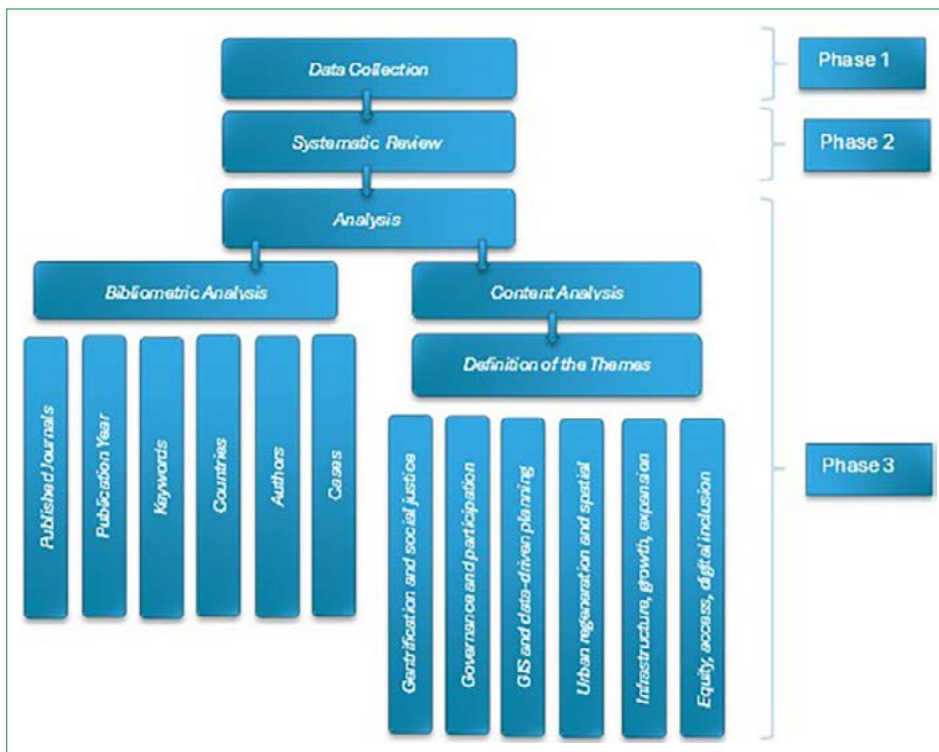 Data Collection
Phase 1
Systematic Review
Phase 2
Analysis
Bibliometric Analysis
Content Analysis
Definition of the Themes
Published Journals
Publication Year
Keywords
Countries
Authors
Cases
Gentrification and social justice
Governance and participation
GIS and data-driven planning
Urban regeneration and spatial
Infrastructure, growth, expansion
Equity, access, digital inclusion
Phase 3